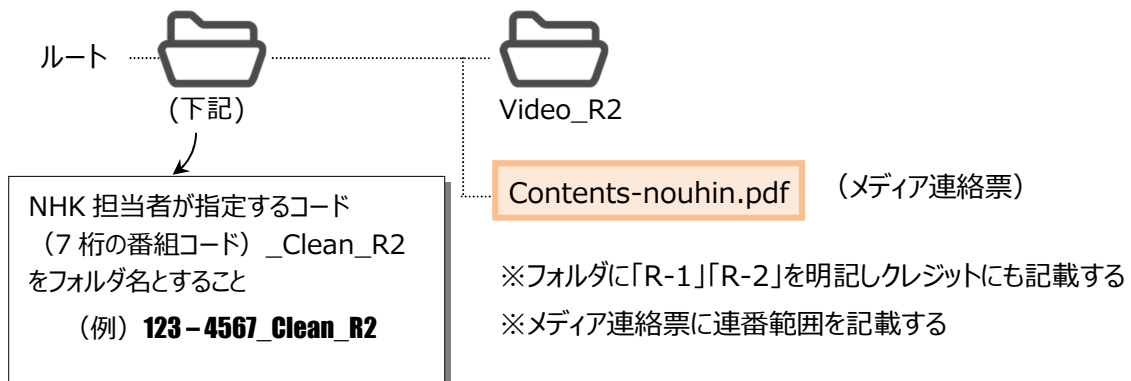 ルート
(下記)
Video_R2
Contents-nouhin.pdf
（メディア連絡票）
NHK 担当者が指定するコード
（7 桁の番組コード）_Clean_R2
をフォルダ名とすること
（例）123 – 4567_Clean_R2
※フォルダに「R-1」「R-2」を明記しクレジットにも記載する
※メディア連絡票に連番範囲を記載する